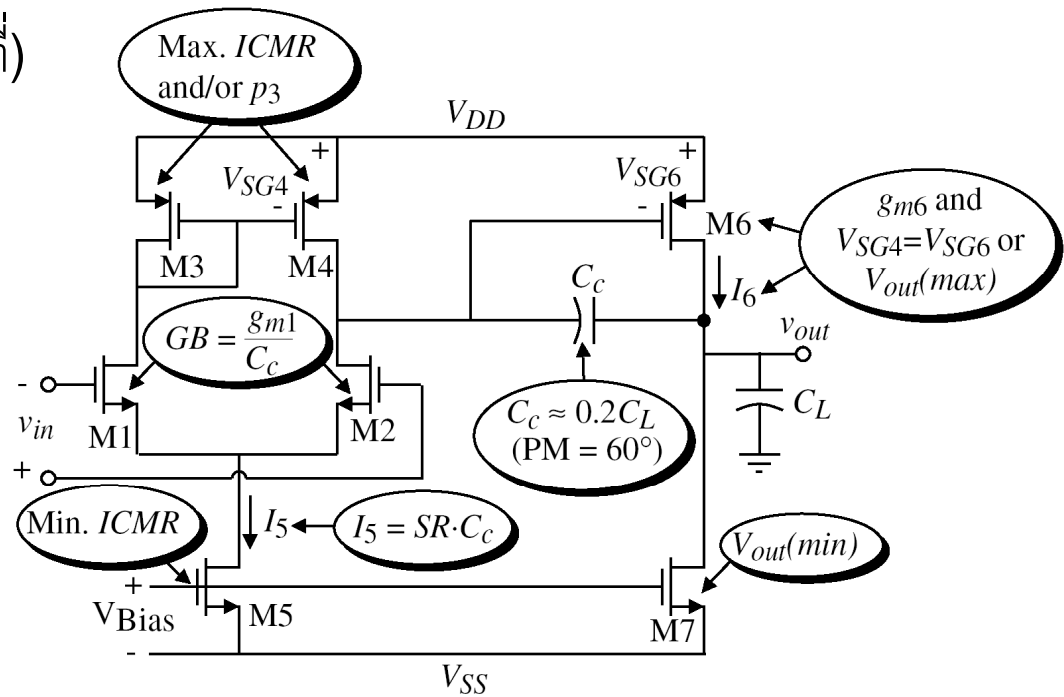 Max. ICMR
and/or p3
VDD
+
VSG4
-
+
VSG6
-
M3
M4
M6
gm6 and
VSG4=VSG6 or
Vout(max)
I6
Cc
GB = gm1
Cc
vout
-
vin
+
M1
M2
Cc ≈ 0.2CL
(PM = 60°)
CL
Min. ICMR
I5
I5 = SR·Cc
Vout(min)
+
VBias
-
M5
M7
VSS